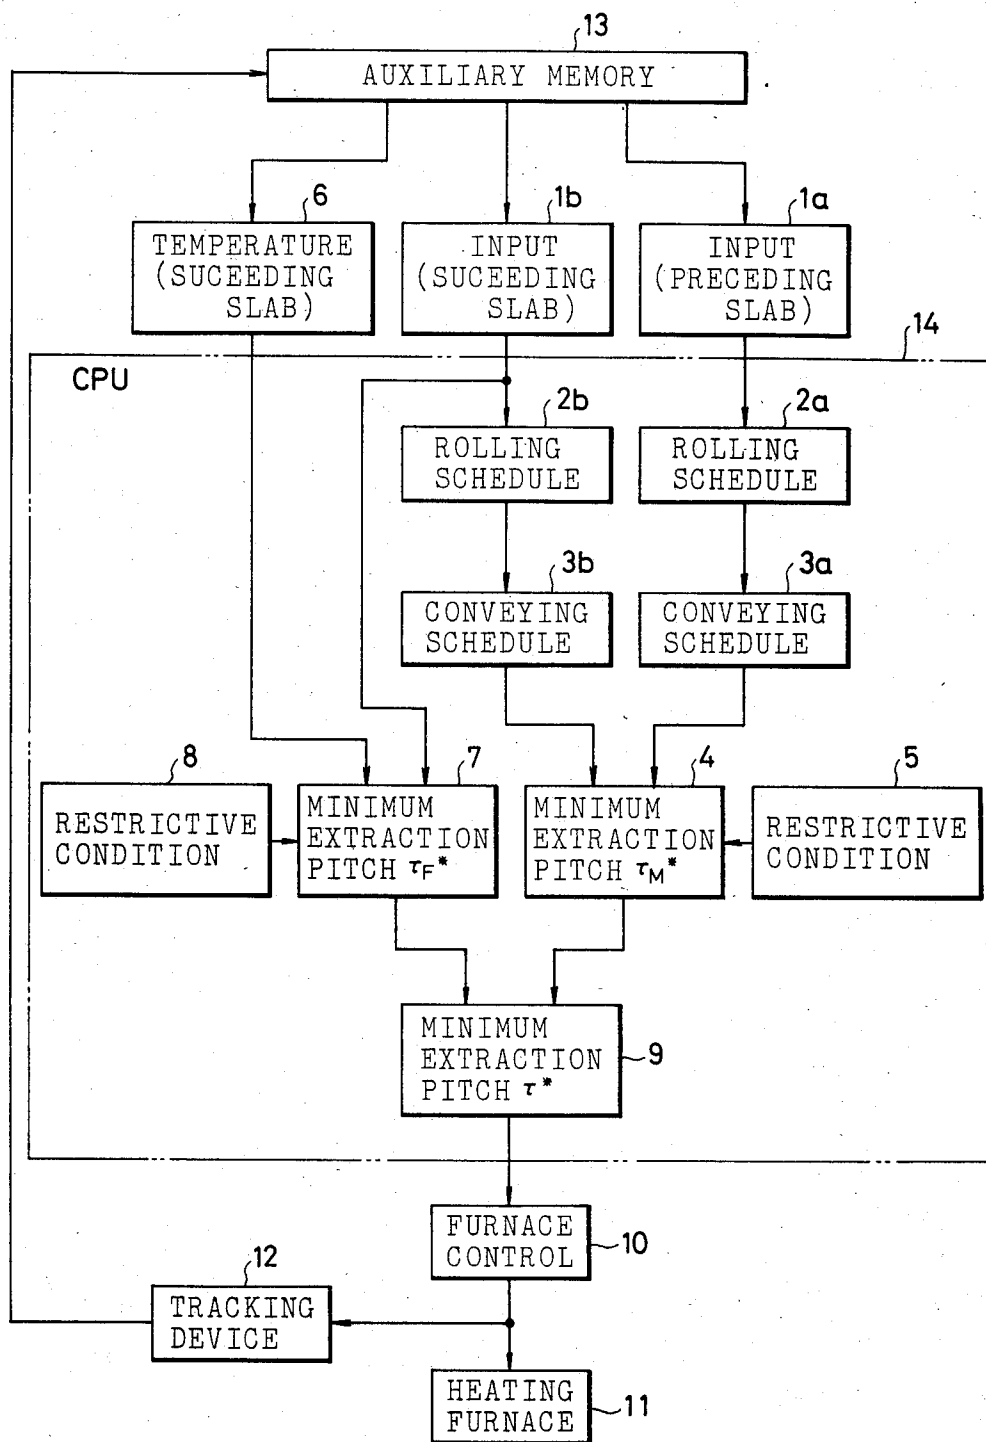 13
AUXILIARY MEMORY
6
1b
1a
TEMPERATURE
(SUCEEDING
SLAB)
INPUT
(SUCEEDING
SLAB)
INPUT
(PRECEDING
SLAB)
14
CPU
2b
2a
ROLLING
SCHEDULE
ROLLING
SCHEDULE
3b
3a
CONVEYING
SCHEDULE
CONVEYING
SCHEDULE
8
7
4
5
RESTRICTIVE
CONDITION
MINIMUM
EXTRACTION
PITCH τF*
MINIMUM
EXTRACTION
PITCH τM*
RESTRICTIVE
CONDITION
MINIMUM
EXTRACTION
PITCH τ*
9
FURNACE
CONTROL
10
12
TRACKING
DEVICE
HEATING
FURNACE
11